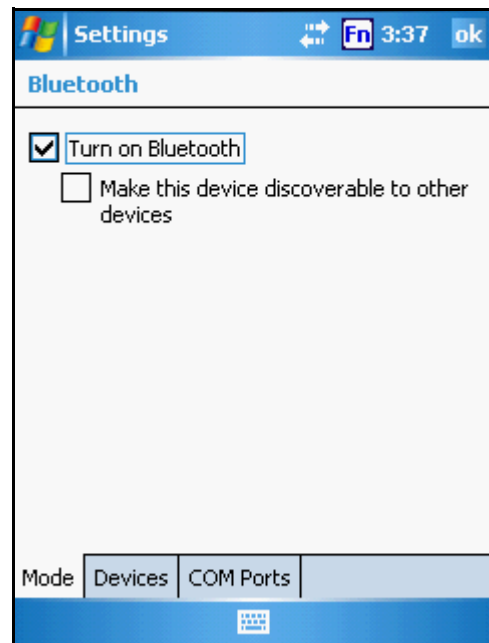 Settings Fn 3:37 ok
Bluetooth
Turn on Bluetooth
Make this device discoverable to other
devices
Mode Devices COM Ports